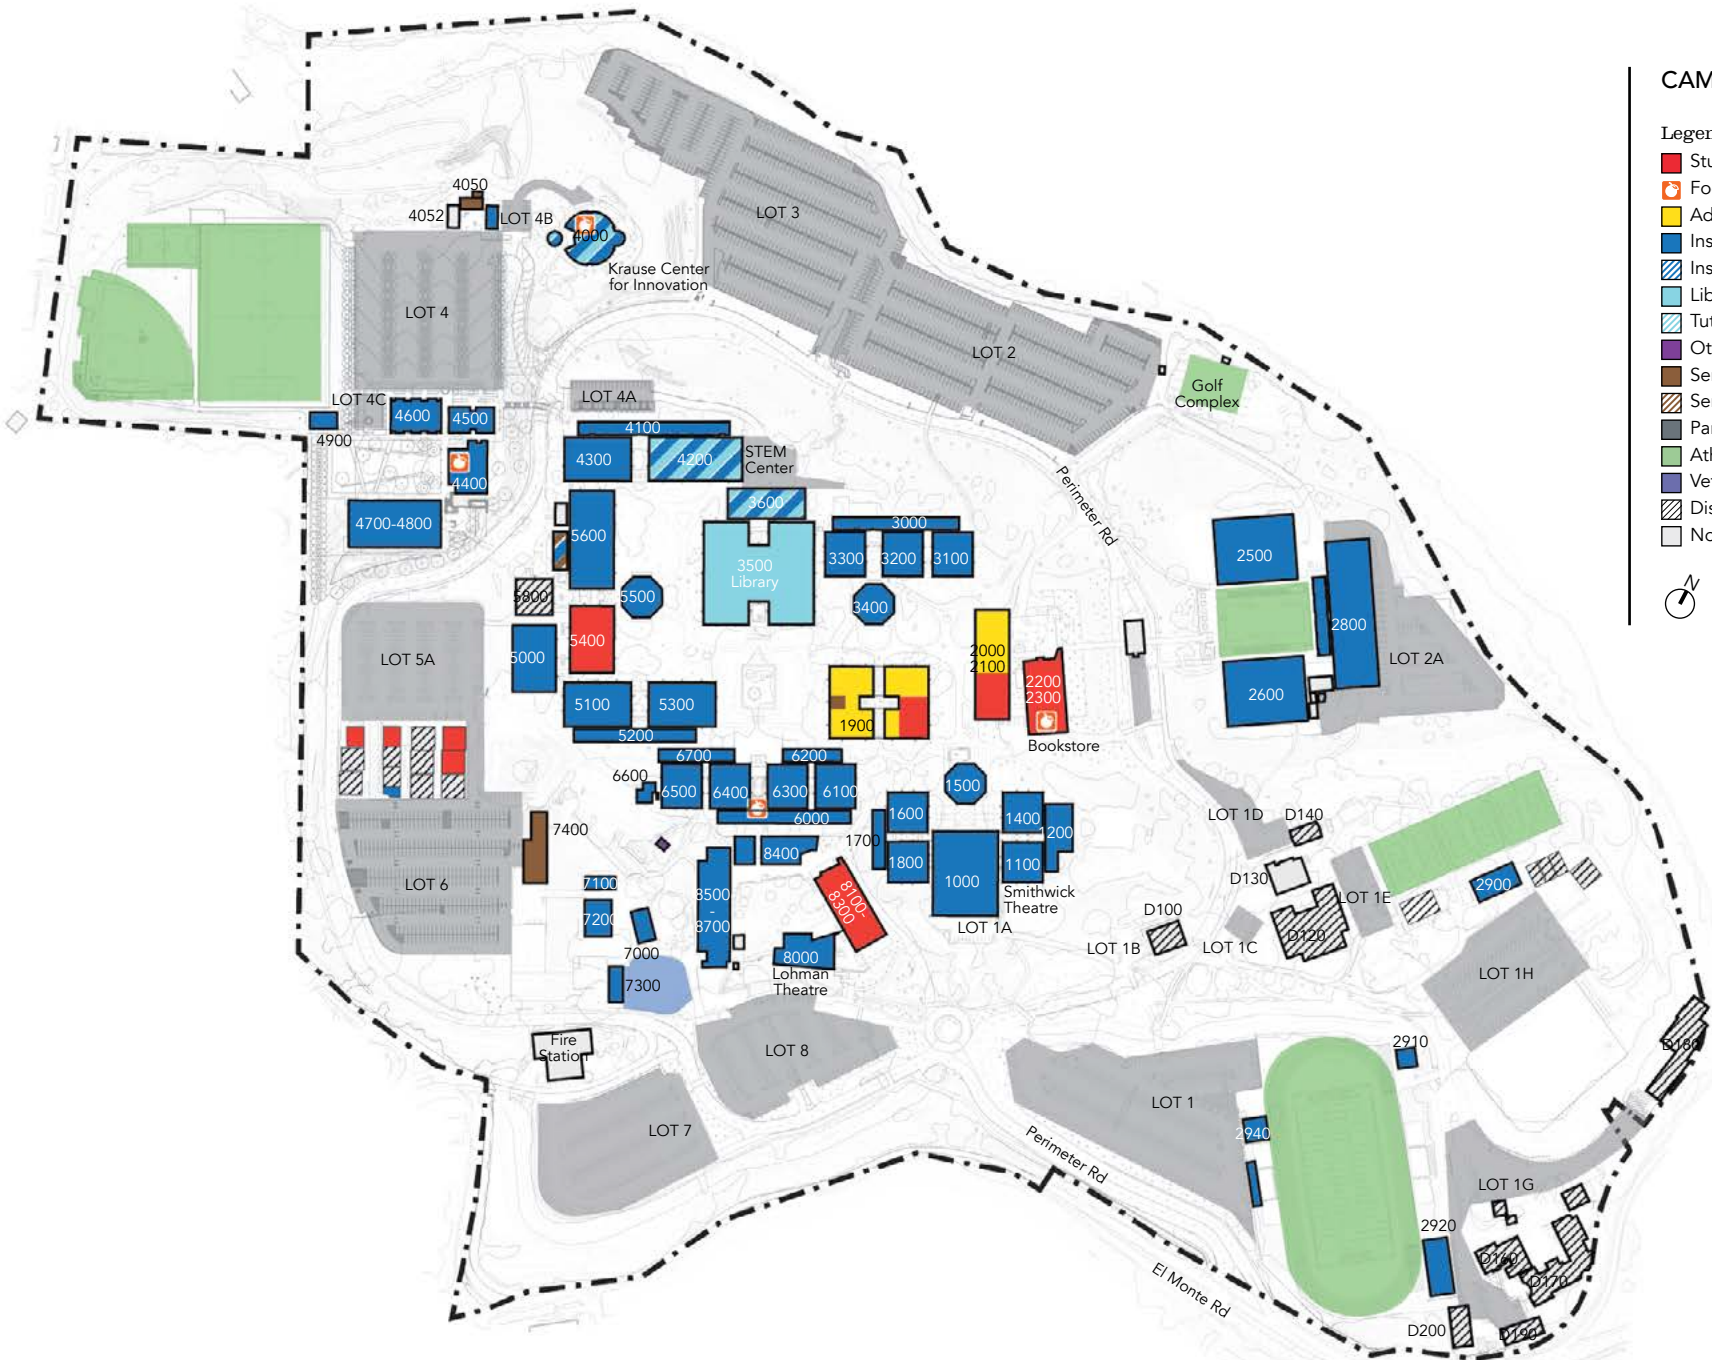 CAM
Legen
Stu
Fo
Ad
Ins
Ins
Lib
Tut
Ot
Ser
Ser
Par
Ath
Vet
Dis
No
N
4050
4052
LOT 4B
4000
Krause Center
for Innovation
LOT 3
LOT 4
LOT 2
Golf
Complex
LOT 4A
LOT 4C
4600
4500
4900
4100
4300
4200
STEM
Center
4400
4700-4800
3600
3000
5600
3500
Library
3300
3200
3100
Perimeter Rd
2500
5800
5500
3400
2800
5400
5000
LOT 5A
2000
2100
2200
2300
LOT 2A
2600
5100
5300
1900
5200
Bookstore
6700
6200
6600
6500
6400
6300
6100
1500
6000
1600
1400
1200
1700
LOT 1D
D140
7400
8400
1800
1000
1100
D130
2900
LOT 6
7100
8100-
8300
Smithwick
Theatre
LOT 1E
7200
8500
-
8700
LOT 1A
D100
D120
7000
LOT 1B
LOT 1C
8000
Lohman
Theatre
LOT 1H
7300
Fire
Station
LOT 8
2910
D180
LOT 1
LOT 7
2940
Perimeter Rd
LOT 1G
2920
D160
D170
El Monte Rd
D200
D190